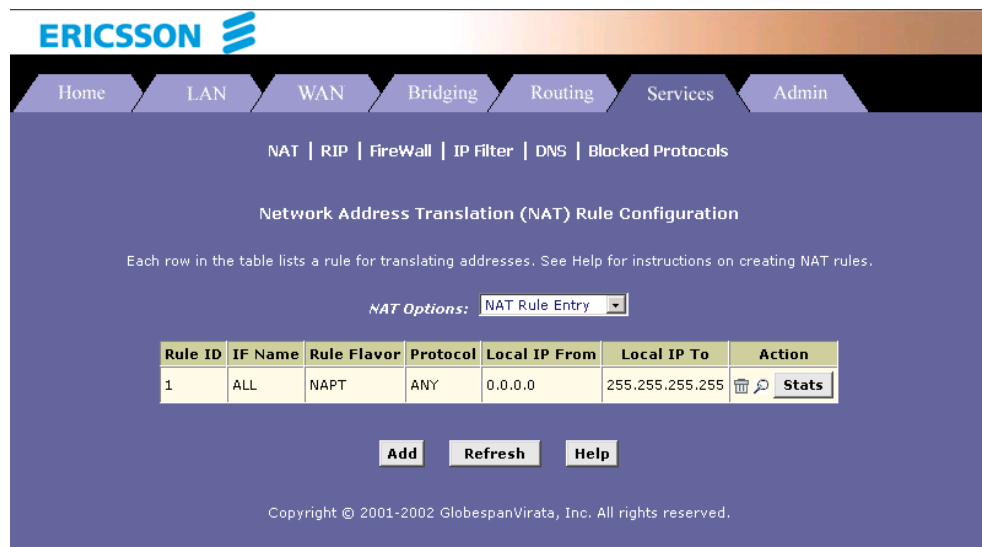 ERICSSON
Home LAN WAN Bridging Routing Services Admin
NAT | RIP | FireWall | IP Filter | DNS | Blocked Protocols
Network Address Translation (NAT) Rule Configuration
Each row in the table lists a rule for translating addresses. See Help for instructions on creating NAT rules.
NAT Options: NAT Rule Entry
Rule ID IF Name Rule Flavor Protocol Local IP From Local IP To Action
1 ALL NAPT ANY 0.0.0.0 255.255.255.255 Stats
Add Refresh Help
Copyright © 2001-2002 GlobespanVirata, Inc. All rights reserved.